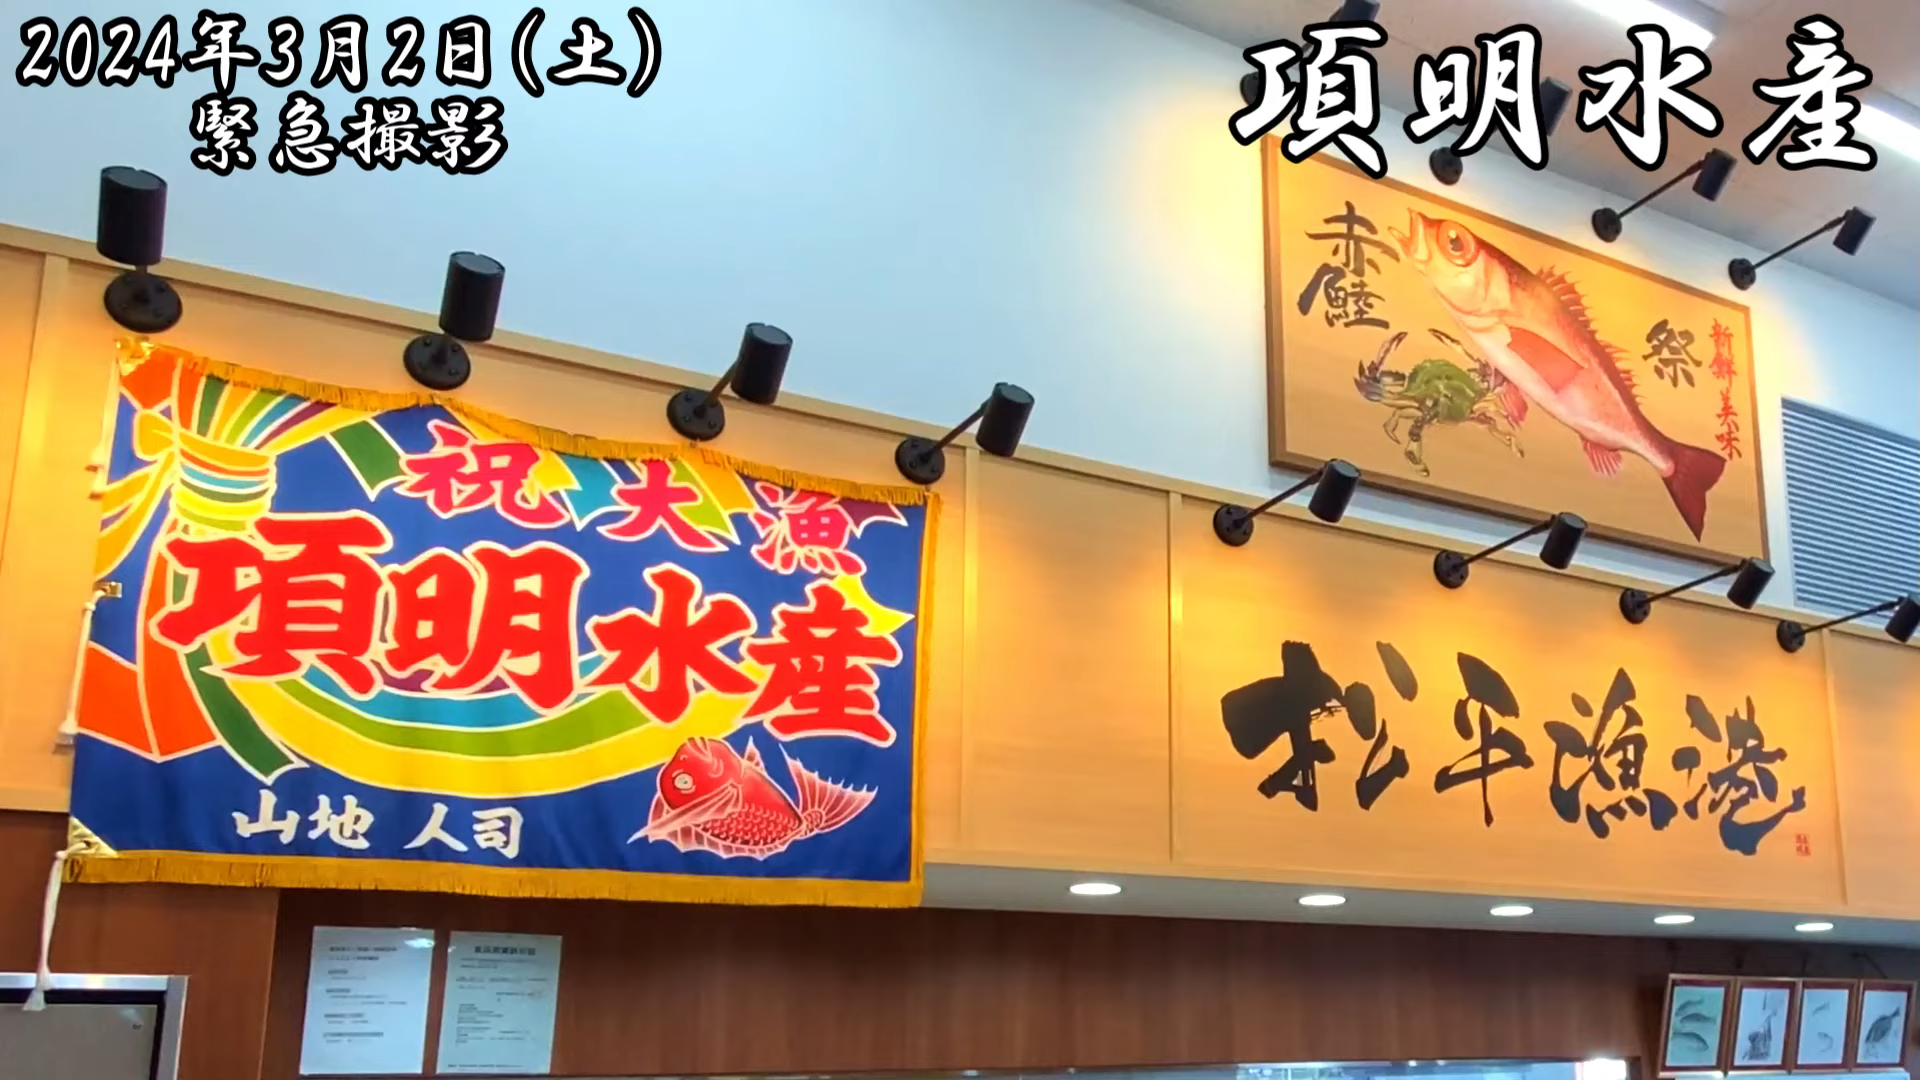 2024年3月2日(土)
緊急撮影
項明水産
赤鯥
祭
新鮮美味
祝大漁
項明水産
山地 人司
松平漁港